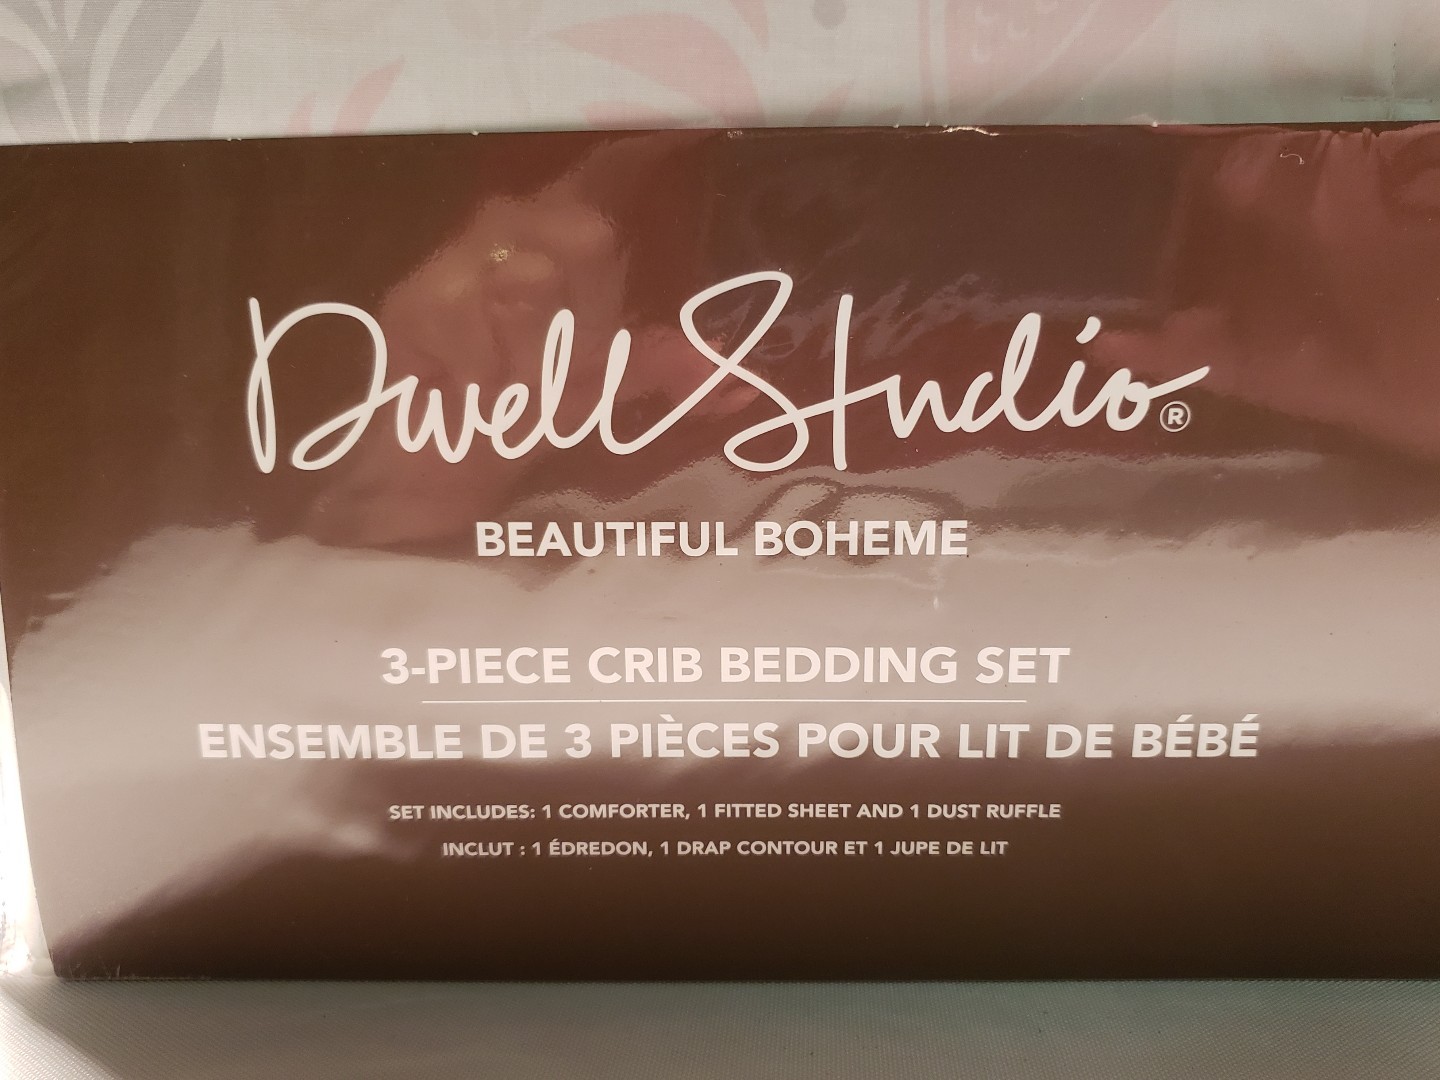 DwellStudio®
BEAUTIFUL BOHEME
3-PIECE CRIB BEDDING SET
ENSEMBLE DE 3 PIÈCES POUR LIT DE BÉBÉ
SET INCLUDES: 1 COMFORTER, 1 FITTED SHEET AND 1 DUST RUFFLE
INCLUT : 1 ÉDREDON, 1 DRAP CONTOUR ET 1 JUPE DE LIT